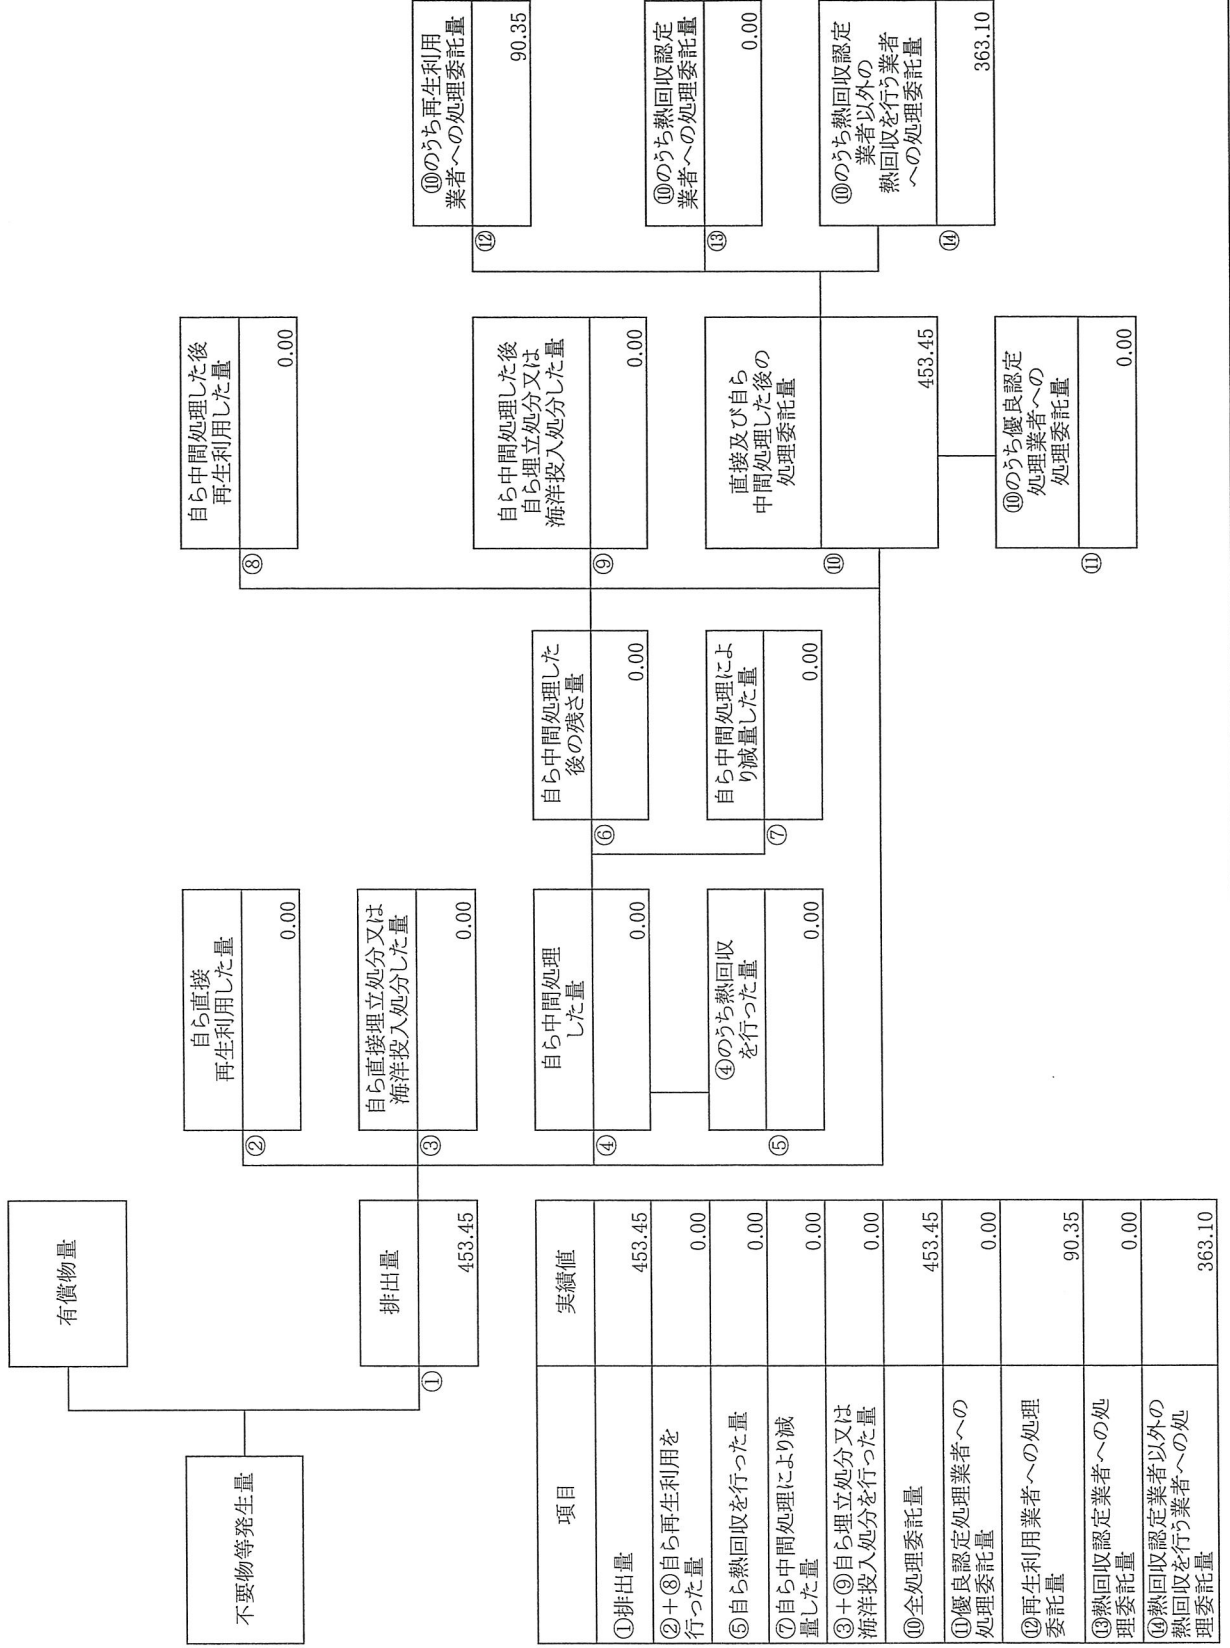 不要物等発生量
有償物量
①
排出量
453.45
②
自ら直接
再生利用した量
0.00
③
自ら直接埋立処分又は
海洋投入処分した量
0.00
④
自ら中間処理
した量
0.00
⑤
④のうち熱回収
を行った量
0.00
⑥
自ら中間処理した
後の残さ量
0.00
⑦
自ら中間処理によ
り減量した量
0.00
⑧
自ら中間処理した後
再生利用した量
0.00
⑨
自ら中間処理した後
自ら埋立処分又は
海洋投入処分した量
0.00
⑩
直接及び自ら
中間処理した後の
処理委託量
453.45
⑪
⑩のうち優良認定
処理業者への
処理委託量
0.00
⑫
⑩のうち再生利用
業者への処理委託量
90.35
⑬
⑩のうち熱回収認定
業者への処理委託量
0.00
⑭
⑩のうち熱回収認定
業者以外の
熱回収を行う業者
への処理委託量
363.10
項目 実績値
①排出量 453.45
②+⑧自ら再生利用を
行った量 0.00
⑤自ら熱回収を行った量 0.00
⑦自ら中間処理により減
量した量 0.00
③+⑨自ら埋立処分又は
海洋投入処分を行った量 0.00
⑩全処理委託量 453.45
⑪優良認定処理業者への
処理委託量 0.00
⑫再生利用業者への処理
委託量 90.35
⑬熱回収認定業者への処
理委託量 0.00
⑭熱回収認定業者以外の
熱回収を行う業者への処
理委託量 363.10